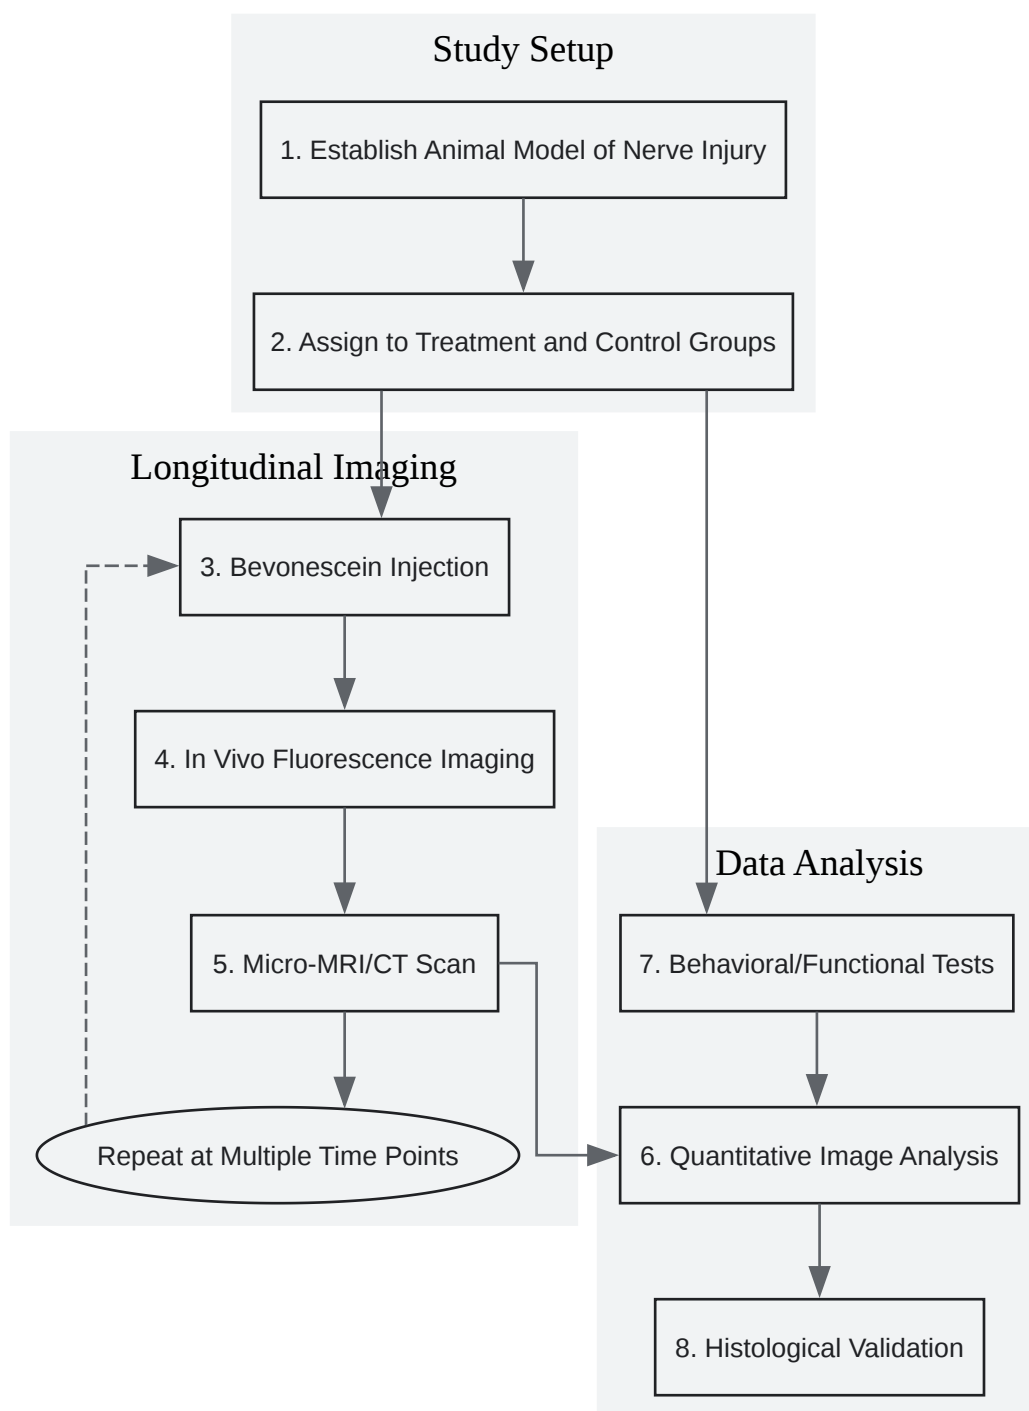 Study Setup
1. Establish Animal Model of Nerve Injury
2. Assign to Treatment and Control Groups
Longitudinal Imaging
3. Bevonescein Injection
4. In Vivo Fluorescence Imaging
5. Micro-MRI/CT Scan
Repeat at Multiple Time Points
Data Analysis
7. Behavioral/Functional Tests
6. Quantitative Image Analysis
8. Histological Validation